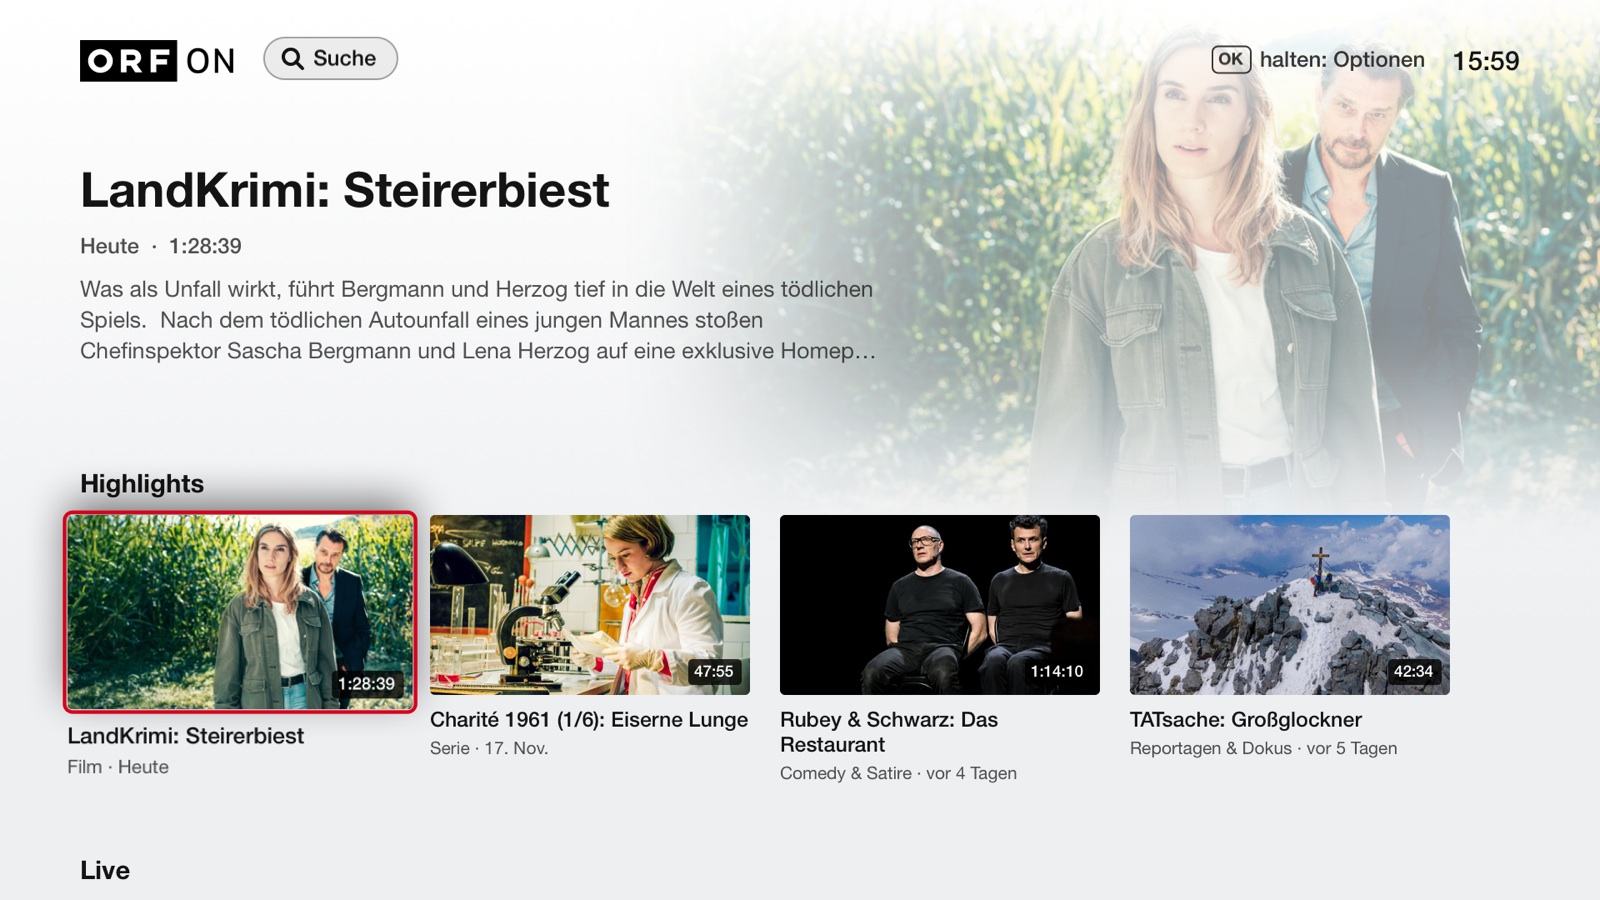 ORF ON
Suche
OK halten: Optionen
15:59
LandKrimi: Steirerbiest
Heute · 1:28:39
Was als Unfall wirkt, führt Bergmann und Herzog tief in die Welt eines tödlichen
Spiels. Nach dem tödlichen Autounfall eines jungen Mannes stoßen
Chefinspektor Sascha Bergmann und Lena Herzog auf eine exklusive Homep…
Highlights
1:28:39
LandKrimi: Steirerbiest
Film · Heute
47:55
Charité 1961 (1/6): Eiserne Lunge
Serie · 17. Nov.
1:14:10
Rubey & Schwarz: Das
Restaurant
Comedy & Satire · vor 4 Tagen
42:34
TATsache: Großglockner
Reportagen & Dokus · vor 5 Tagen
Live